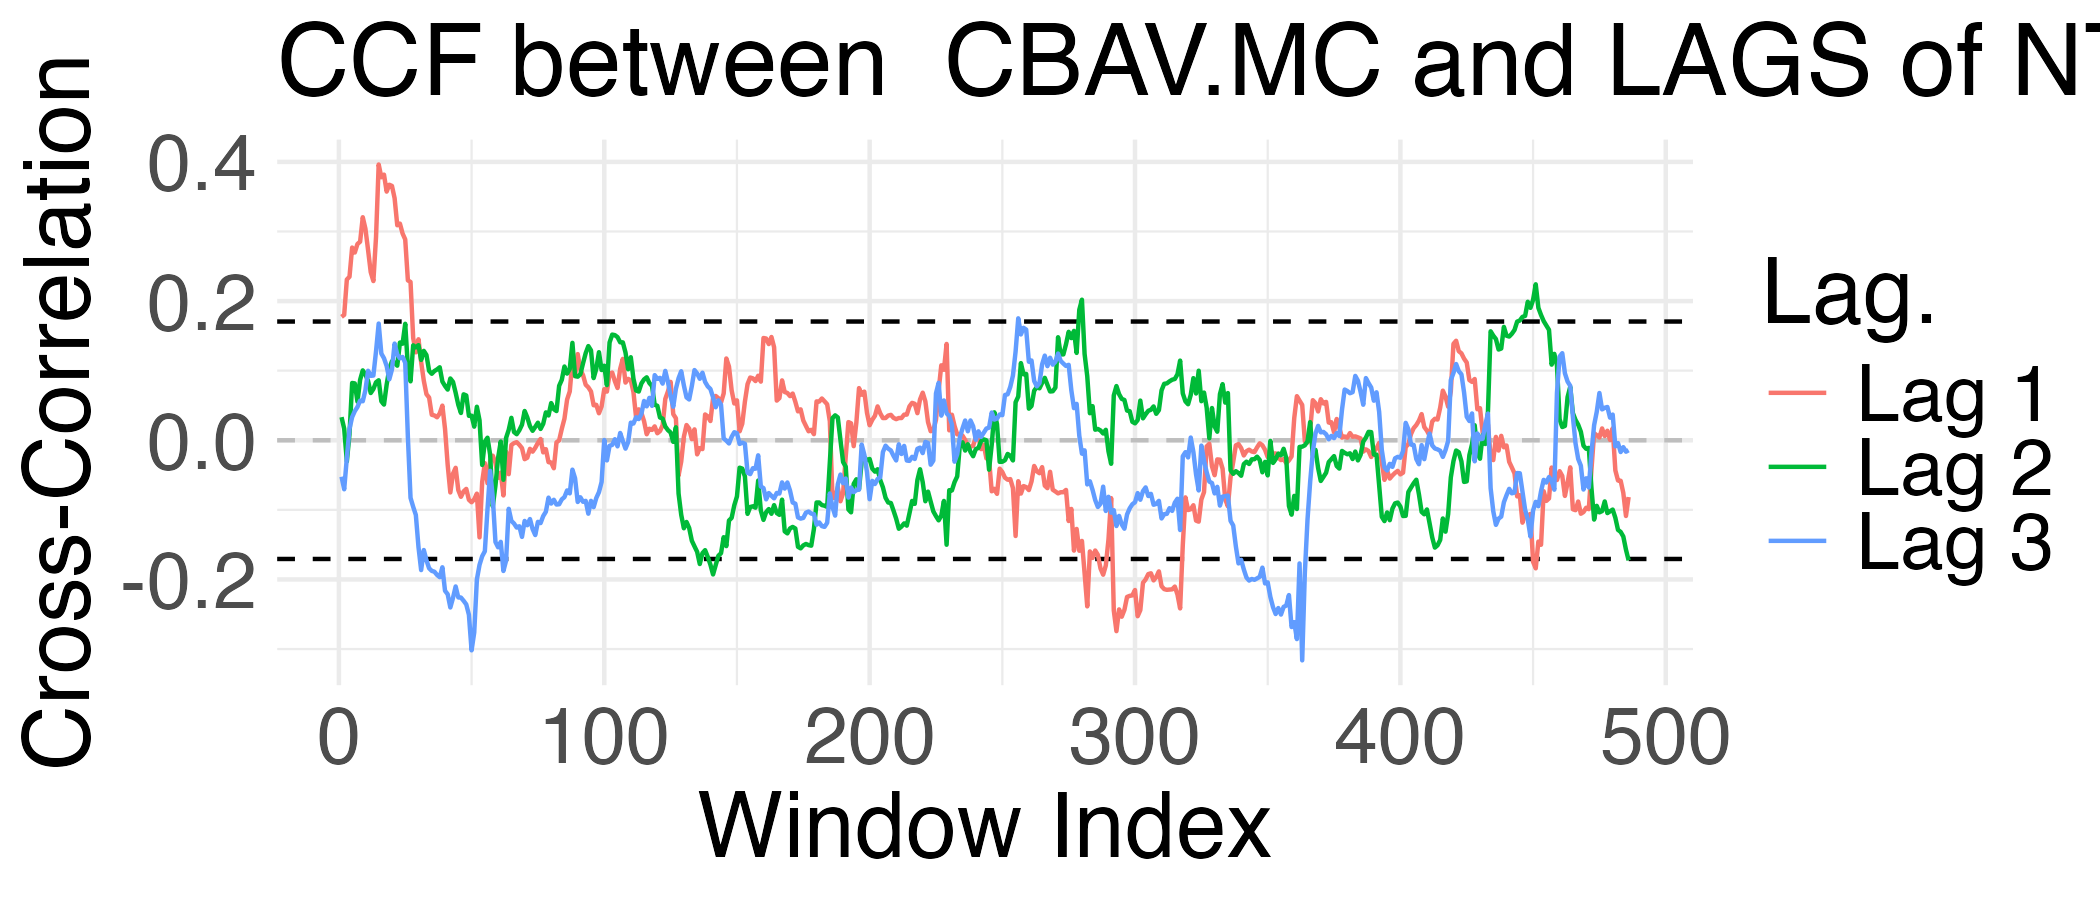 CCF between CBAV.MC and LAGS of
Cross-Correlation
0.4
0.2
0.0
-0.2
0 100 200 300 400 500
Window Index
Lag.
Lag 1
Lag 2
Lag 3